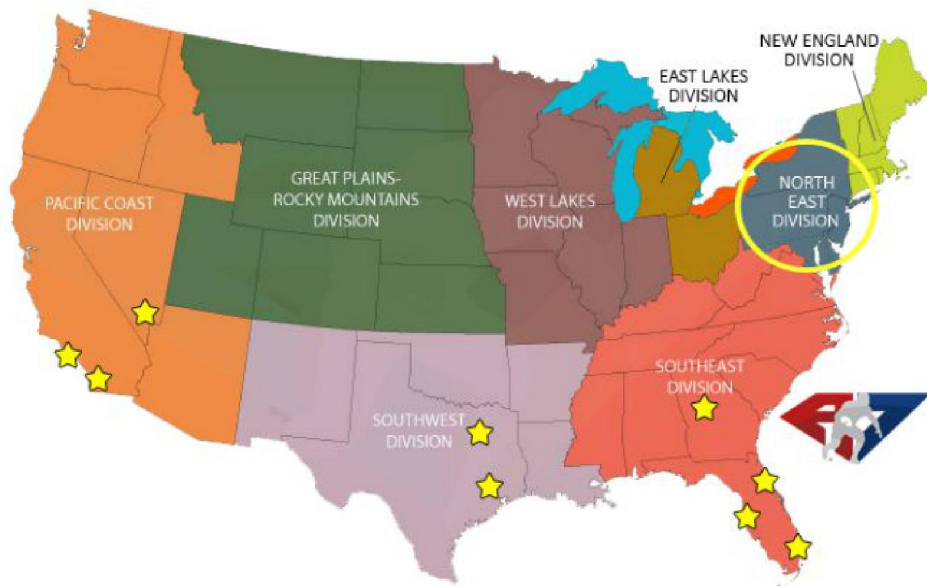 NEW ENGLAND
DIVISION
EAST LAKES
DIVISION
GREAT PLAINS-
ROCKY MOUNTAINS
DIVISION
PACIFIC COAST
DIVISION
WEST LAKES
DIVISION
NORTH
EAST
DIVISION
SOUTHEAST
DIVISION
SOUTHWEST
DIVISION